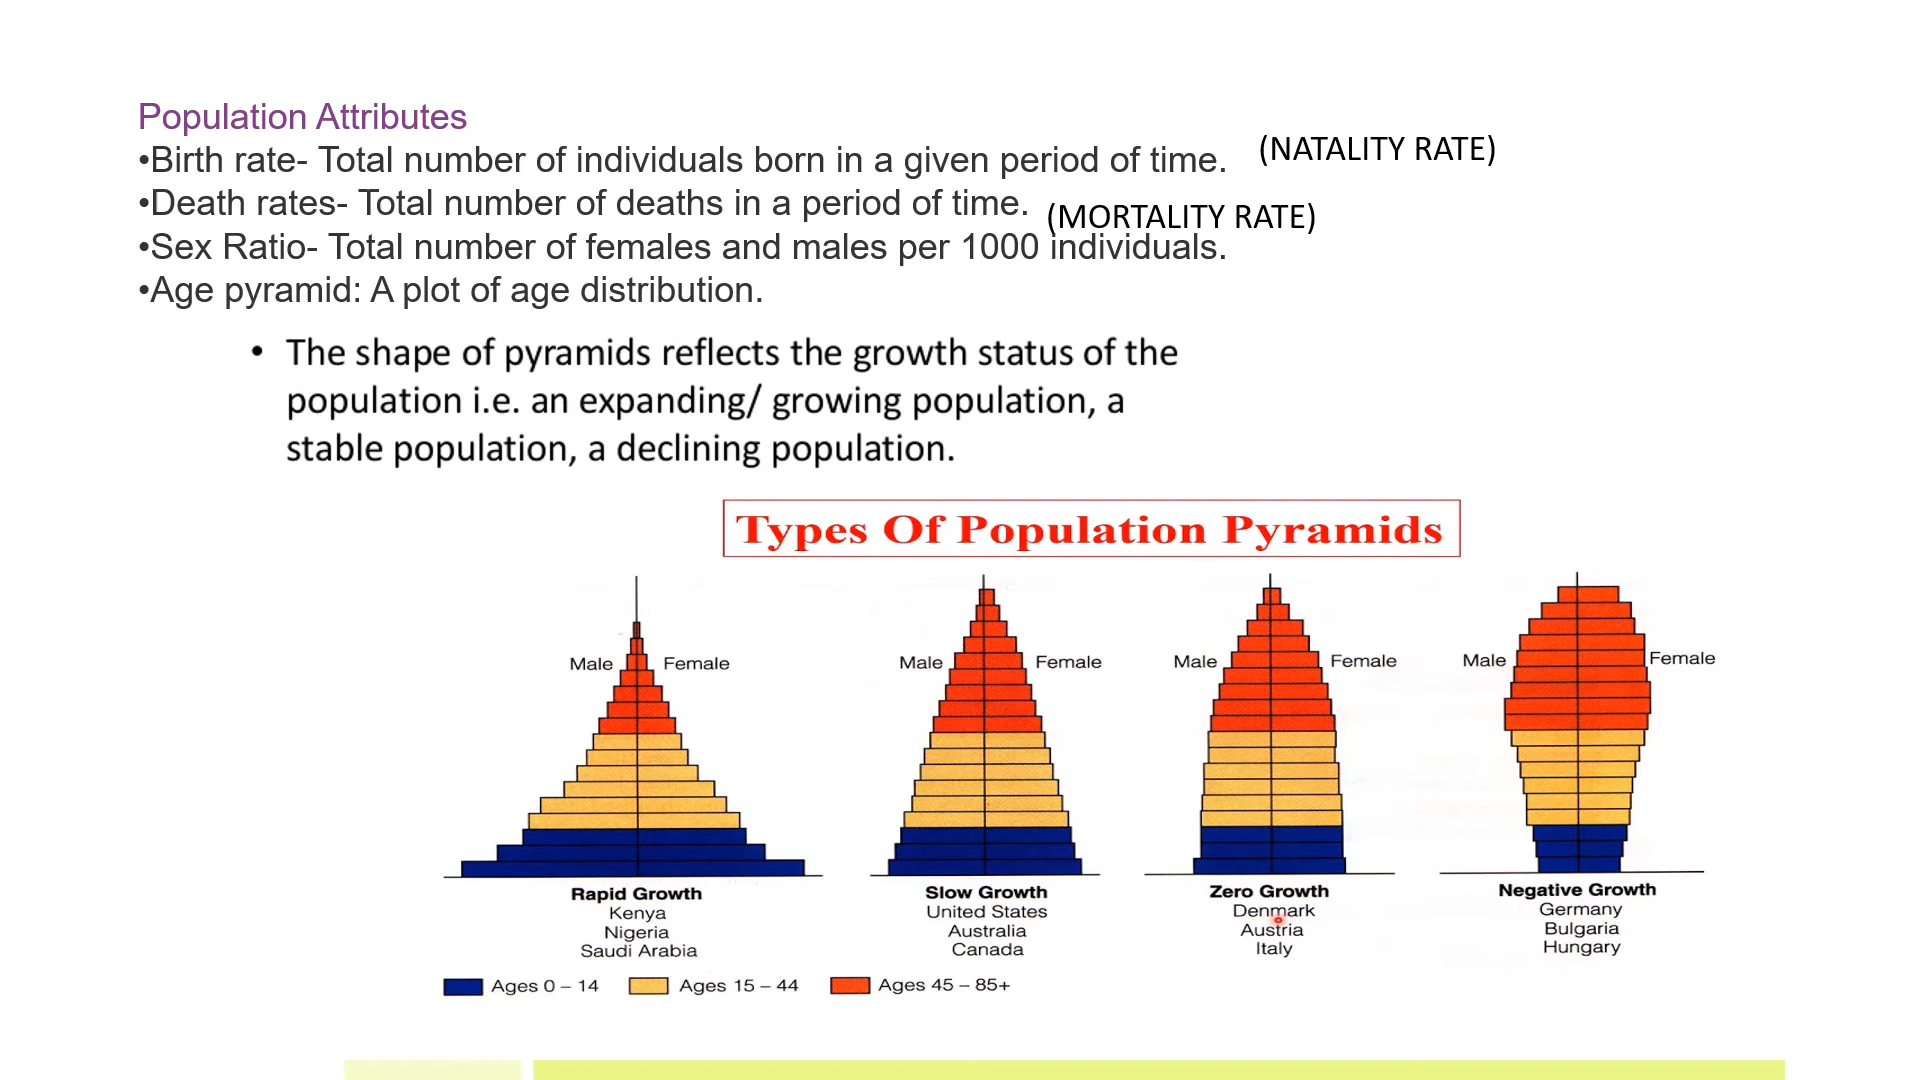 Population Attributes
•Birth rate- Total number of individuals born in a given period of time. (NATALITY RATE)
•Death rates- Total number of deaths in a period of time. (MORTALITY RATE)
•Sex Ratio- Total number of females and males per 1000 individuals.
•Age pyramid: A plot of age distribution.
• The shape of pyramids reflects the growth status of the
population i.e. an expanding/ growing population, a
stable population, a declining population.
Types Of Population Pyramids
Male Female
Male Female
Male Female
Male Female
Rapid Growth
Kenya
Nigeria
Saudi Arabia
Slow Growth
United States
Australia
Canada
Zero Growth
Denmark
Austria
Italy
Negative Growth
Germany
Bulgaria
Hungary
Ages 0 – 14 Ages 15 – 44 Ages 45 – 85+